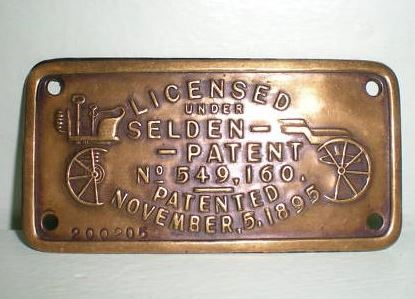 LICENSED
UNDER
SELDEN-
-PATENT
No 549,160.
PATENTED
NOVEMBER, 5, 1895
200205